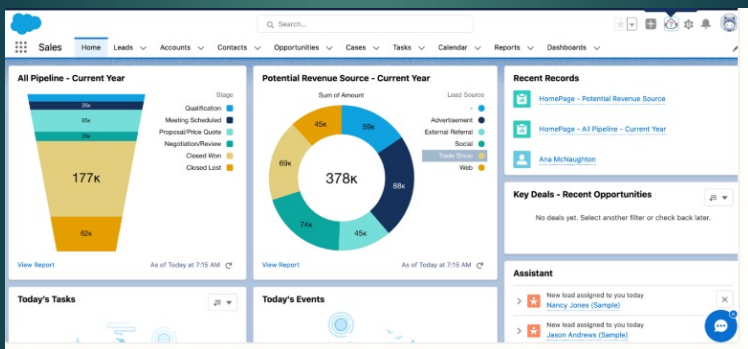 Search...
Sales Home Leads Accounts Contacts Opportunities Cases Tasks Calendar Reports Dashboards
All Pipeline - Current Year
Stage
Qualification
Meeting Scheduled
Proposal/Price Quote
Negotiation/Review
Closed Won
Closed Lost
177K
62K
View Report
As of Today at 7:15 AM
Potential Revenue Source - Current Year
Sum of Amount
Lead Source
-
Advertisement
External Referral
Social
Trade Show
Web
45K
59K
69K
378K
88K
74K
45K
View Report
As of Today at 7:15 AM
Recent Records
HomePage - Potential Revenue Source
HomePage - All Pipeline - Current Year
Ana McNaughton
Key Deals - Recent Opportunities
No deals yet. Select another filter or check back later.
Assistant
New lead assigned to you today
Nancy Jones (Sample)
New lead assigned to you today
Jason Andrews (Sample)
Today's Tasks
Today's Events